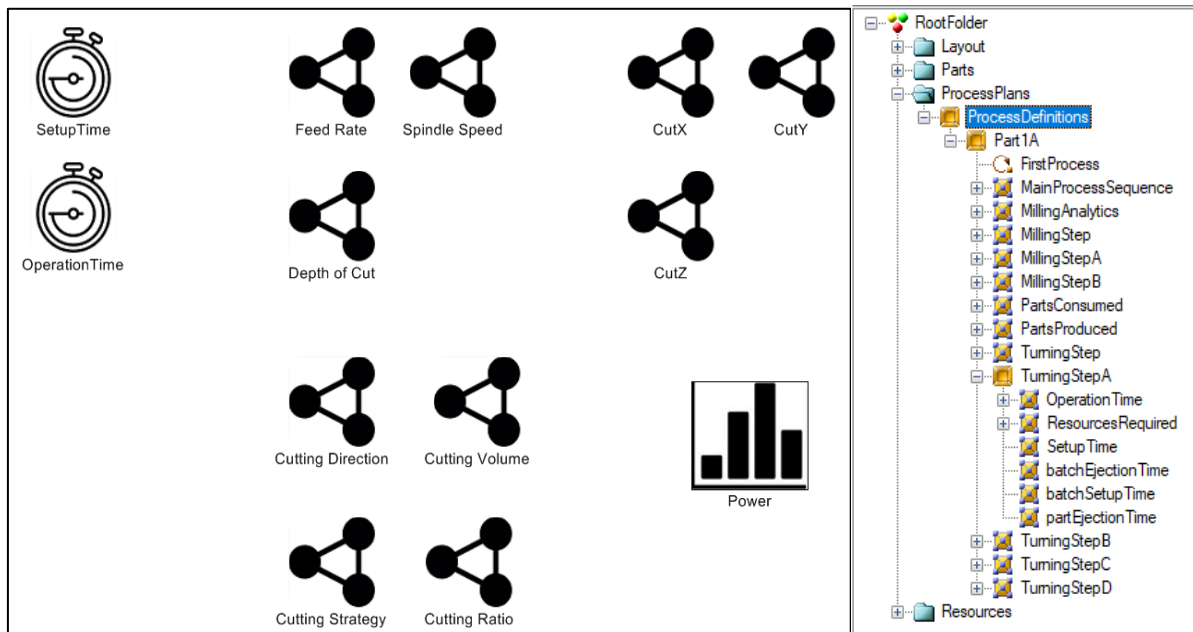 SetupTime
Feed Rate
Spindle Speed
CutX
CutY
OperationTime
Depth of Cut
CutZ
Cutting Direction
Cutting Volume
Power
Cutting Strategy
Cutting Ratio
RootFolder
Layout
Parts
ProcessPlans
ProcessDefinitions
Part1A
FirstProcess
MainProcessSequence
MillingAnalytics
MillingStep
MillingStepA
MillingStepB
PartsConsumed
PartsProduced
TurningStep
TurningStepA
OperationTime
ResourcesRequired
SetupTime
batchEjectionTime
batchSetupTime
partEjectionTime
TurningStepB
TurningStepC
TurningStepD
Resources